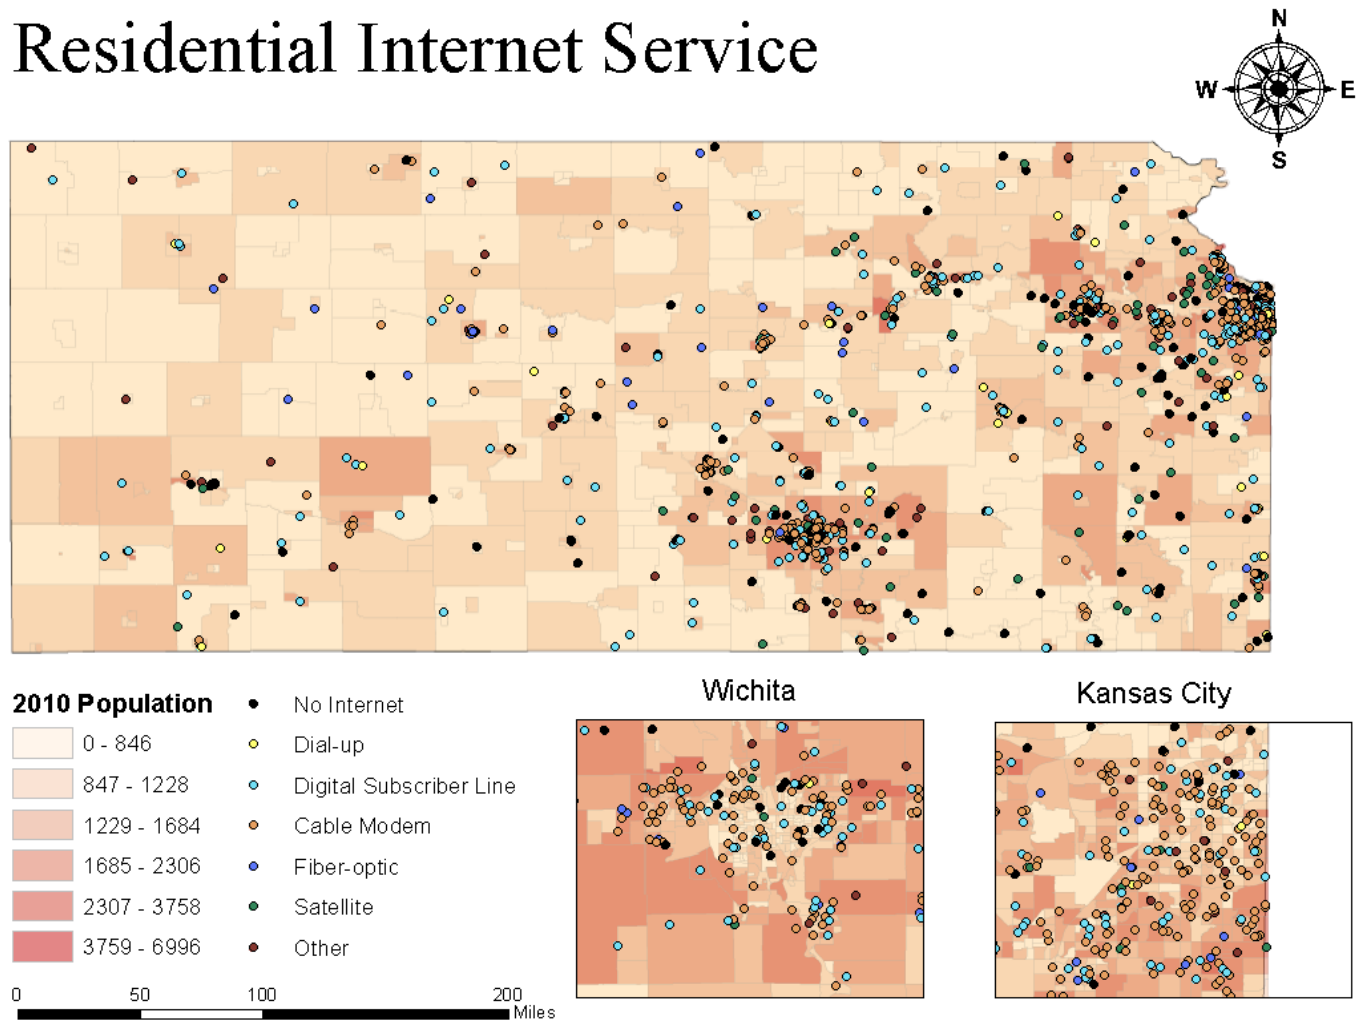 Residential Internet Service
N
W E
S
2010 Population
0 - 846
847 - 1228
1229 - 1684
1685 - 2306
2307 - 3758
3759 - 6996
No Internet
Dial-up
Digital Subscriber Line
Cable Modem
Fiber-optic
Satellite
Other
0 50 100 200
Miles
Wichita
Kansas City